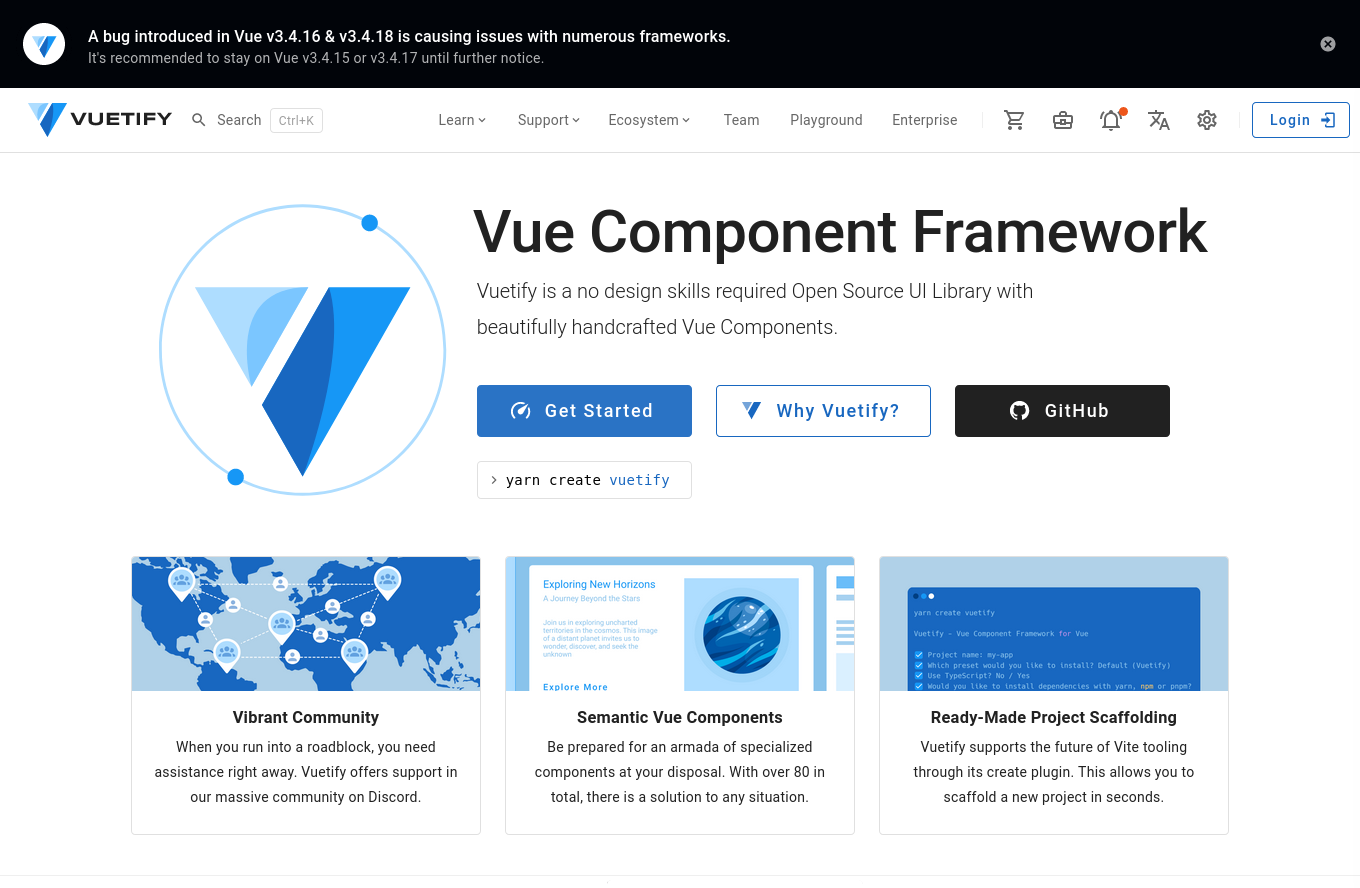 A bug introduced in Vue v3.4.16 & v3.4.18 is causing issues with numerous frameworks.
It's recommended to stay on Vue v3.4.15 or v3.4.17 until further notice.
VUETIFY Search Ctrl+K Learn Support Ecosystem Team Playground Enterprise Login
Vue Component Framework
Vuetify is a no design skills required Open Source UI Library with
beautifully handcrafted Vue Components.
Get Started Why Vuetify? GitHub
yarn create vuetify
Exploring New Horizons
A Journey Beyond the Stars
Join us in exploring uncharted
territories in the cosmos. This image
of a distant planet invites us to
wonder, discover, and seek the
unknown
Explore More
yarn create vuetify
Vuetify - Vue Component Framework for Vue
Project name: my-app
Which preset would you like to install? Default (Vuetify)
Use TypeScript? No / Yes
Would you like to install dependencies with yarn, npm or pnpm?
Vibrant Community
When you run into a roadblock, you need
assistance right away. Vuetify offers support in
our massive community on Discord.
Semantic Vue Components
Be prepared for an armada of specialized
components at your disposal. With over 80 in
total, there is a solution to any situation.
Ready-Made Project Scaffolding
Vuetify supports the future of Vite tooling
through its create plugin. This allows you to
scaffold a new project in seconds.